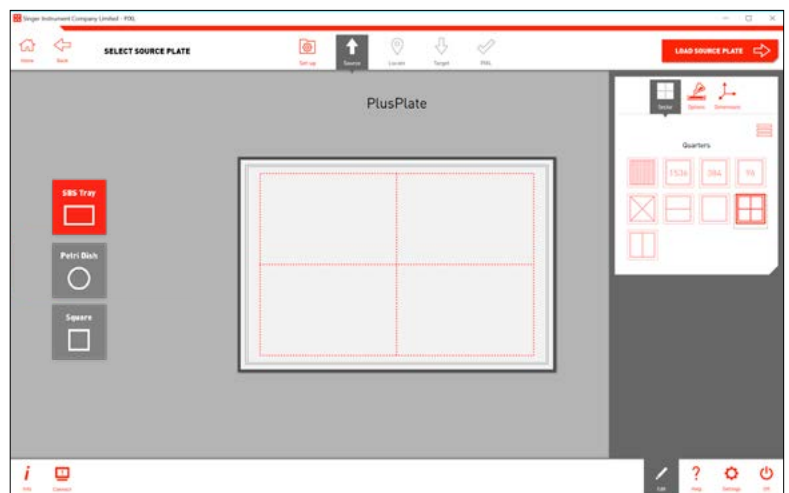 Singer Instrument Company Limited - PIXL
Home
Back
SELECT SOURCE PLATE
Set-up
Source
Locate
Target
PIXL
LOAD SOURCE PLATE
PlusPlate
Sector
Options
Dimensions
Quarters
1536
384
96
SBS Tray
Petri Dish
Square
Info
Connect
Edit
Help
Settings
Off